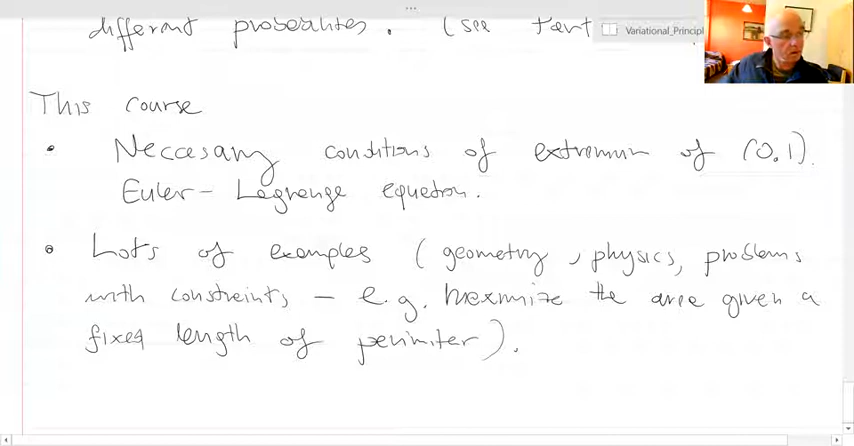 different probabilites. (see
Variational_Principl
This course
• Neccesary conditions of extremum of (0.1).
Euler-Lagrange equation.
• Lots of examples (geometry, physics, problems
with constraints – e.g. maximize the area given a
fixed length of perimiter).